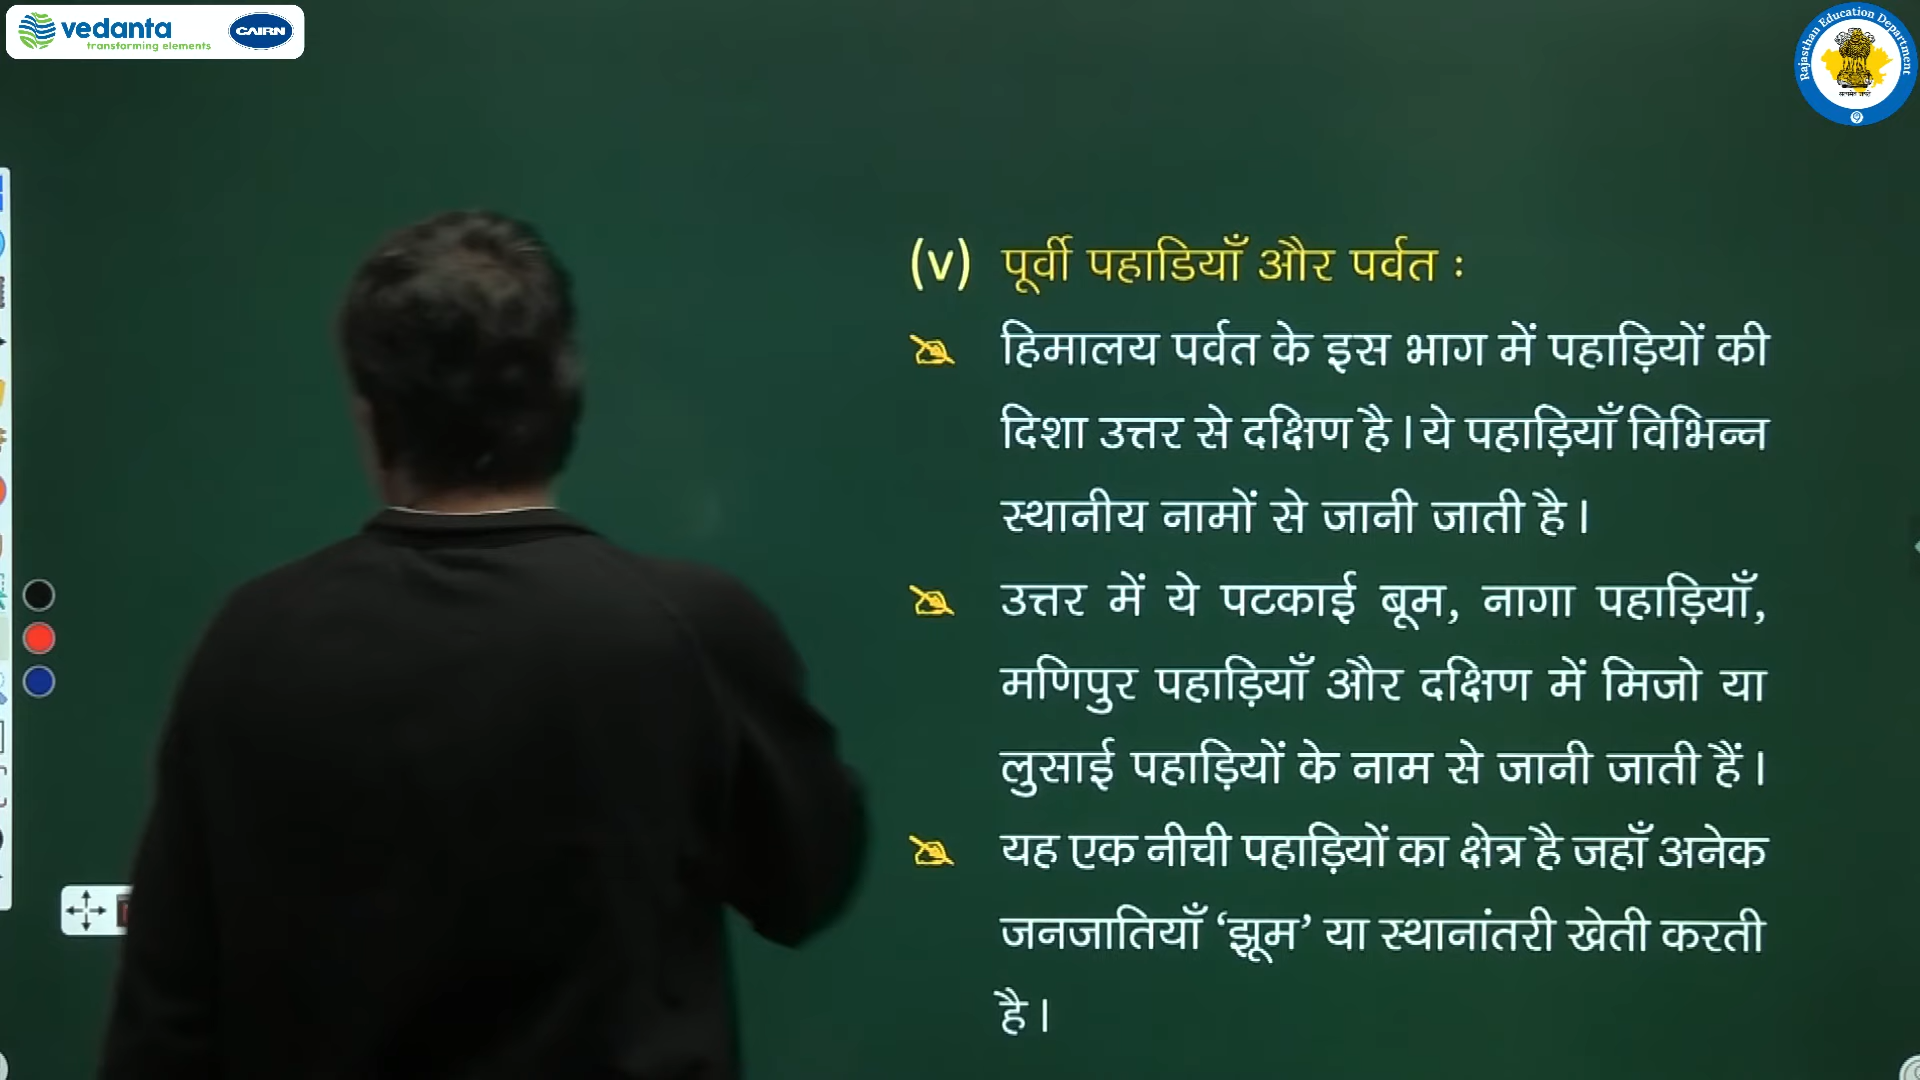 vedanta
transforming elements
CAIRN
Rajasthan Education Department
(v) पूर्वी पहाडियाँ और पर्वत :
हिमालय पर्वत के इस भाग में पहाड़ियों की
दिशा उत्तर से दक्षिण है। ये पहाड़ियाँ विभिन्न
स्थानीय नामों से जानी जाती है।
उत्तर में ये पटकाई बूम, नागा पहाड़ियाँ,
मणिपुर पहाड़ियाँ और दक्षिण में मिजो या
लुसाई पहाड़ियों के नाम से जानी जाती हैं।
यह एक नीची पहाड़ियों का क्षेत्र है जहाँ अनेक
जनजातियाँ ‘झूम’ या स्थानांतरी खेती करती
है।